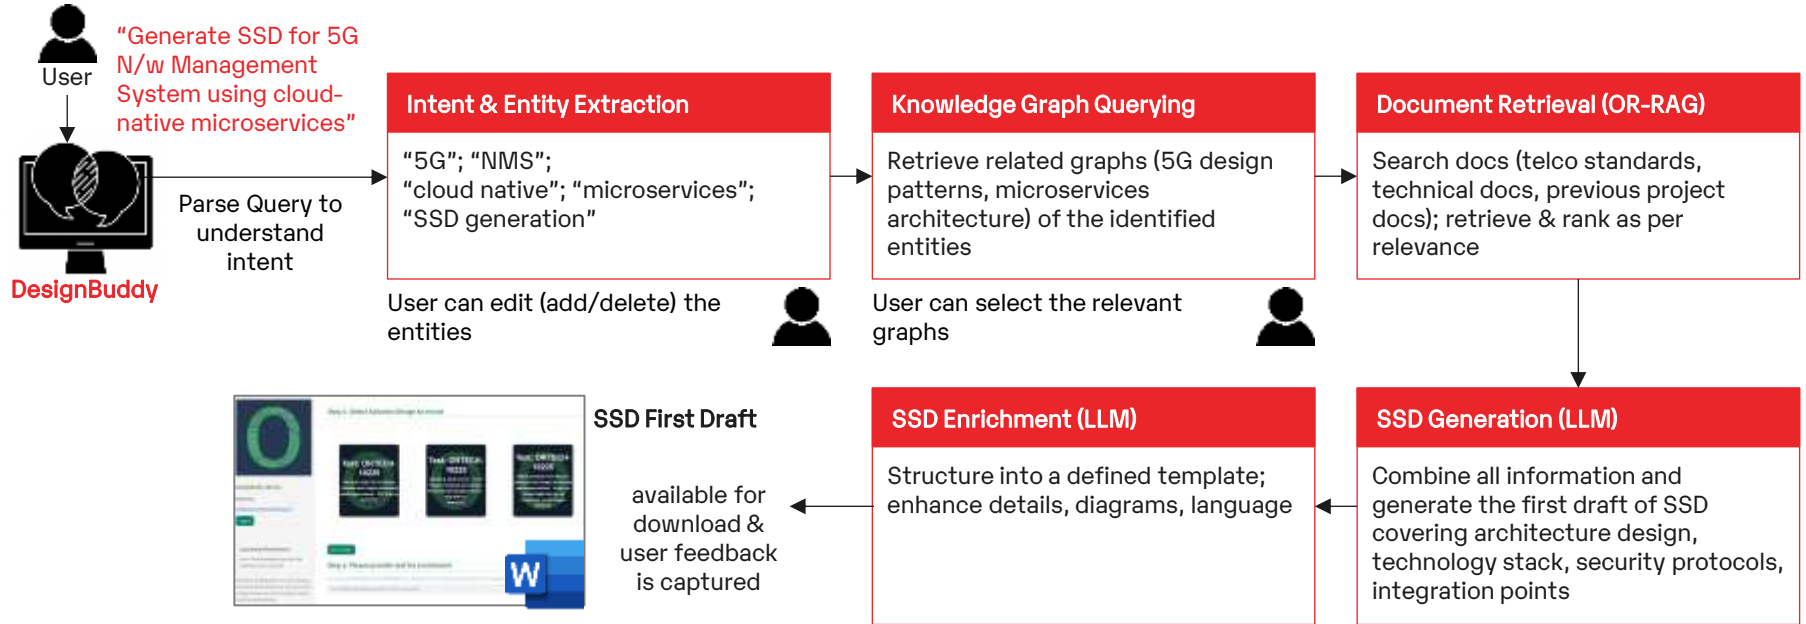 User
“Generate SSD for 5G
N/w Management
System using cloud-
native microservices”
DesignBuddy
Parse Query to
understand
intent
Intent & Entity Extraction
“5G”; “NMS”;
“cloud native”; “microservices”;
“SSD generation”
User can edit (add/delete) the
entities
Knowledge Graph Querying
Retrieve related graphs (5G design
patterns, microservices
architecture) of the identified
entities
User can select the relevant
graphs
Document Retrieval (OR-RAG)
Search docs (telco standards,
technical docs, previous project
docs); retrieve & rank as per
relevance
SSD Generation (LLM)
Combine all information and
generate the first draft of SSD
covering architecture design,
technology stack, security protocols,
integration points
SSD Enrichment (LLM)
Structure into a defined template;
enhance details, diagrams, language
SSD First Draft
available for
download &
user feedback
is captured
W